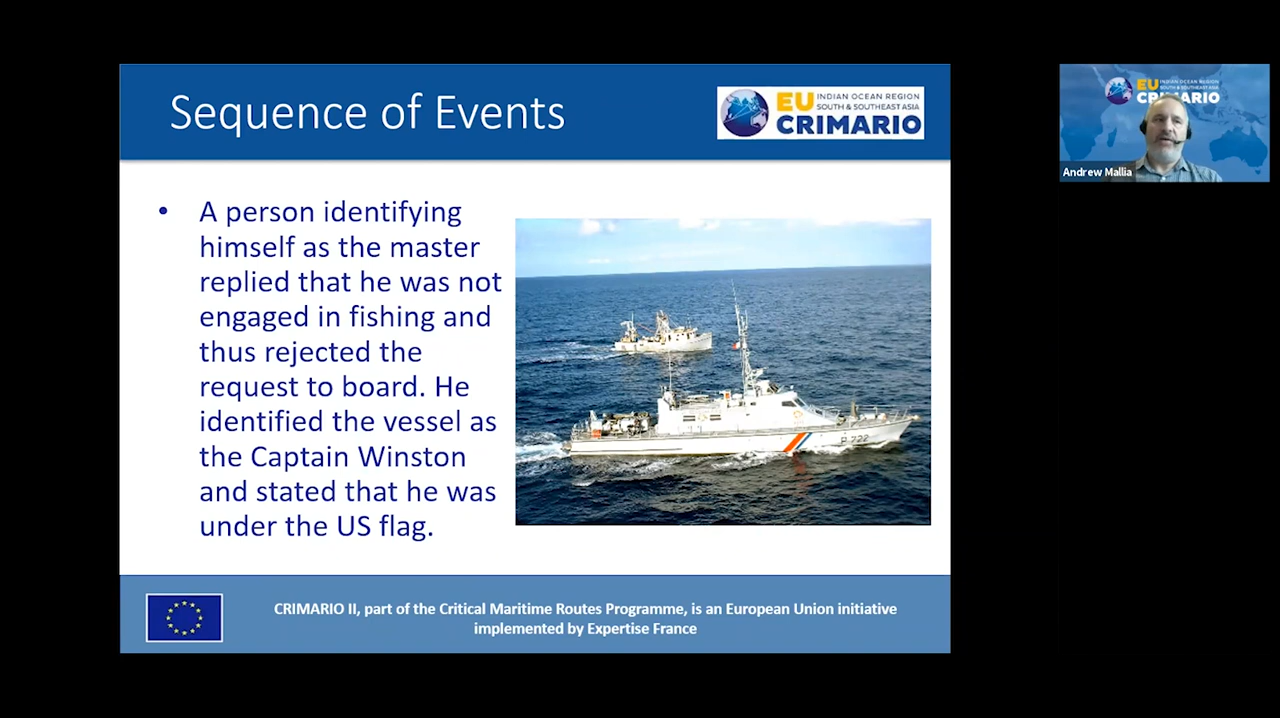 Sequence of Events
EU INDIAN OCEAN REGION
SOUTH & SOUTHEAST ASIA
CRIMARIO
• A person identifying
himself as the master
replied that he was not
engaged in fishing and
thus rejected the
request to board. He
identified the vessel as
the Captain Winston
and stated that he was
under the US flag.
P 722
CRIMARIO II, part of the Critical Maritime Routes Programme, is an European Union initiative
implemented by Expertise France
EU INDIAN OCEAN REGION
SOUTH & SOUTHEAST ASIA
CRIMARIO
Andrew Mallia